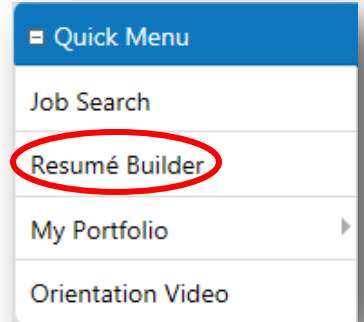 Quick Menu
Job Search
Resumé Builder
My Portfolio
Orientation Video